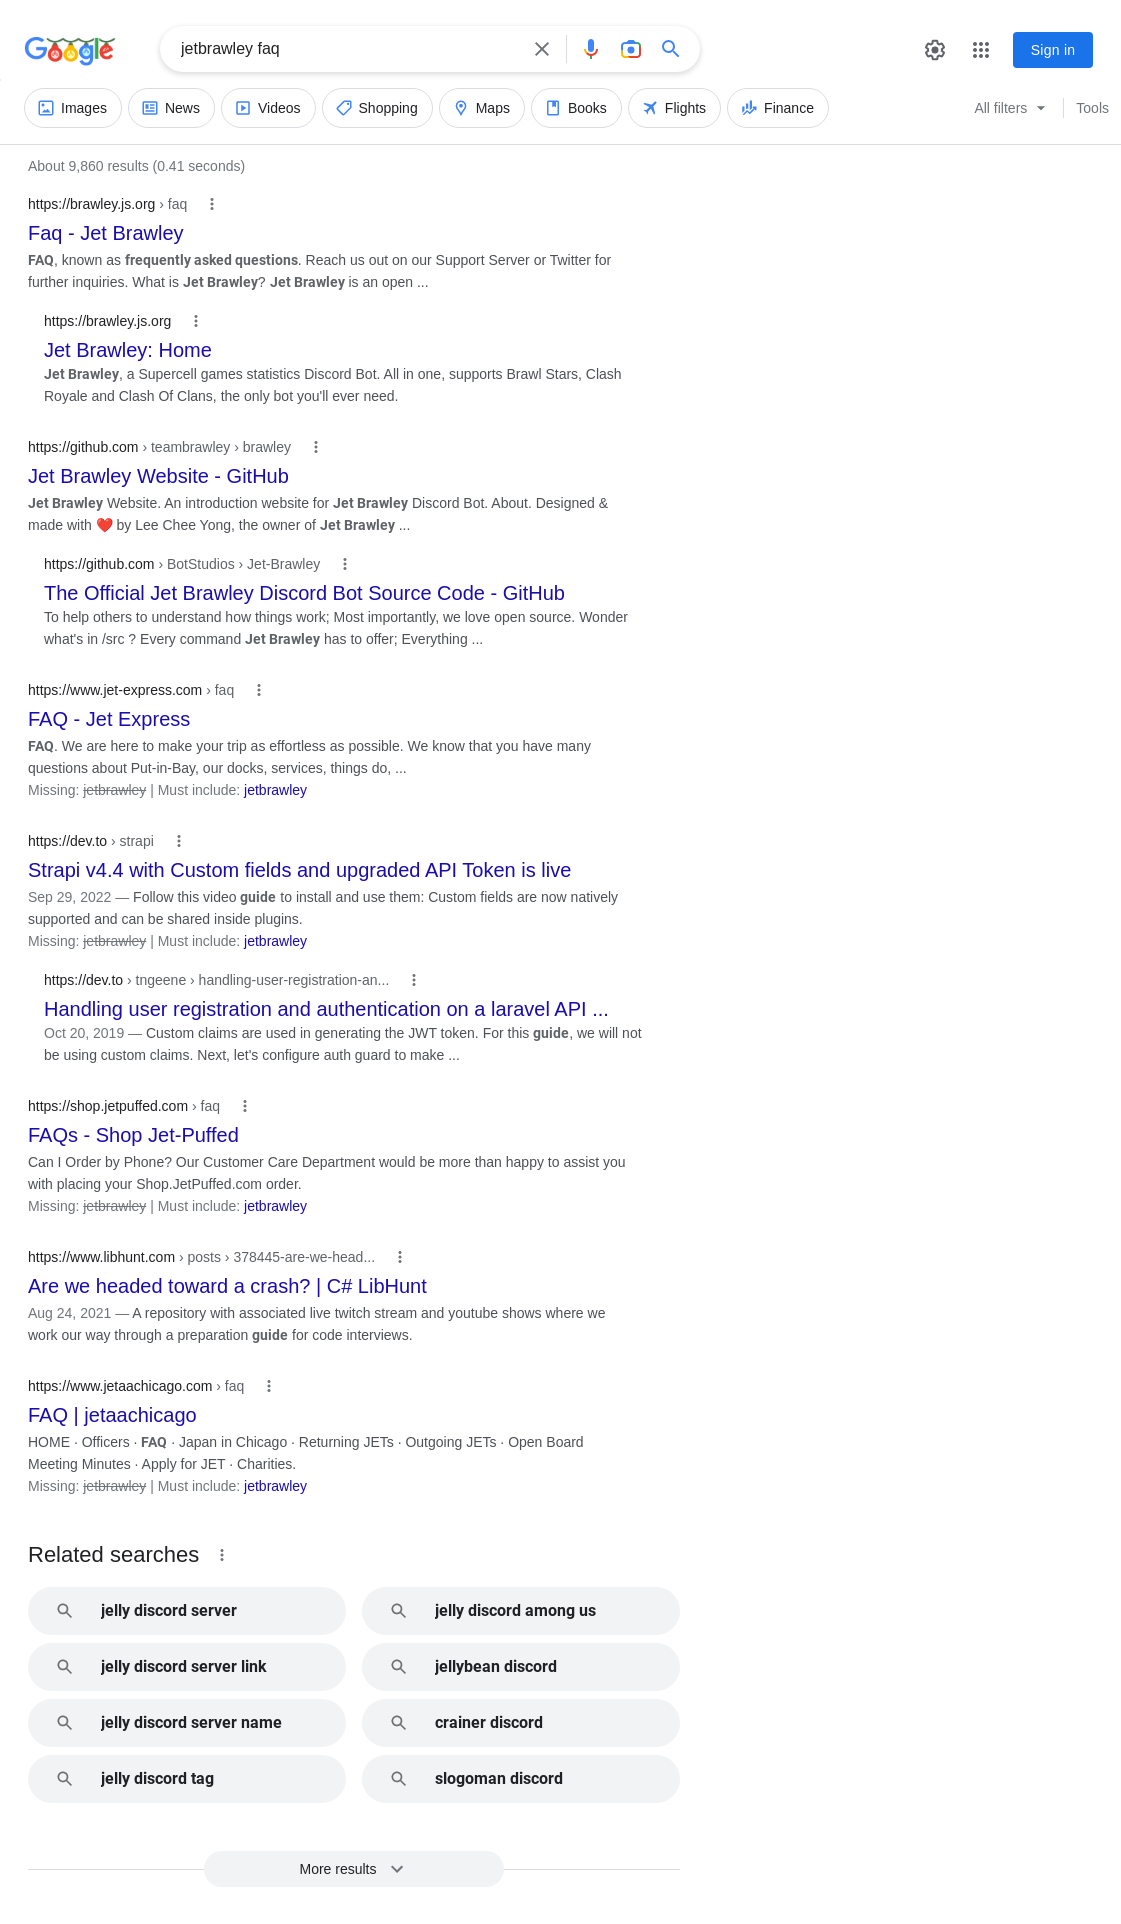 Google
jetbrawley faq
Sign in
Images
News
Videos
Shopping
Maps
Books
Flights
Finance
All filters
Tools
About 9,860 results (0.41 seconds)
https://brawley.js.org › faq
Faq - Jet Brawley
FAQ, known as frequently asked questions. Reach us out on our Support Server or Twitter for
further inquiries. What is Jet Brawley? Jet Brawley is an open ...
https://brawley.js.org
Jet Brawley: Home
Jet Brawley, a Supercell games statistics Discord Bot. All in one, supports Brawl Stars, Clash
Royale and Clash Of Clans, the only bot you'll ever need.
https://github.com › teambrawley › brawley
Jet Brawley Website - GitHub
Jet Brawley Website. An introduction website for Jet Brawley Discord Bot. About. Designed &
made with ❤️ by Lee Chee Yong, the owner of Jet Brawley ...
https://github.com › BotStudios › Jet-Brawley
The Official Jet Brawley Discord Bot Source Code - GitHub
To help others to understand how things work; Most importantly, we love open source. Wonder
what's in /src ? Every command Jet Brawley has to offer; Everything ...
https://www.jet-express.com › faq
FAQ - Jet Express
FAQ. We are here to make your trip as effortless as possible. We know that you have many
questions about Put-in-Bay, our docks, services, things do, ...
Missing: jetbrawley | Must include: jetbrawley
https://dev.to › strapi
Strapi v4.4 with Custom fields and upgraded API Token is live
Sep 29, 2022 — Follow this video guide to install and use them: Custom fields are now natively
supported and can be shared inside plugins.
Missing: jetbrawley | Must include: jetbrawley
https://dev.to › tngeene › handling-user-registration-an...
Handling user registration and authentication on a laravel API ...
Oct 20, 2019 — Custom claims are used in generating the JWT token. For this guide, we will not
be using custom claims. Next, let's configure auth guard to make ...
https://shop.jetpuffed.com › faq
FAQs - Shop Jet-Puffed
Can I Order by Phone? Our Customer Care Department would be more than happy to assist you
with placing your Shop.JetPuffed.com order.
Missing: jetbrawley | Must include: jetbrawley
https://www.libhunt.com › posts › 378445-are-we-head...
Are we headed toward a crash? | C# LibHunt
Aug 24, 2021 — A repository with associated live twitch stream and youtube shows where we
work our way through a preparation guide for code interviews.
https://www.jetaachicago.com › faq
FAQ | jetaachicago
HOME · Officers · FAQ · Japan in Chicago · Returning JETs · Outgoing JETs · Open Board
Meeting Minutes · Apply for JET · Charities.
Missing: jetbrawley | Must include: jetbrawley
Related searches
jelly discord server
jelly discord among us
jelly discord server link
jellybean discord
jelly discord server name
crainer discord
jelly discord tag
slogoman discord
More results